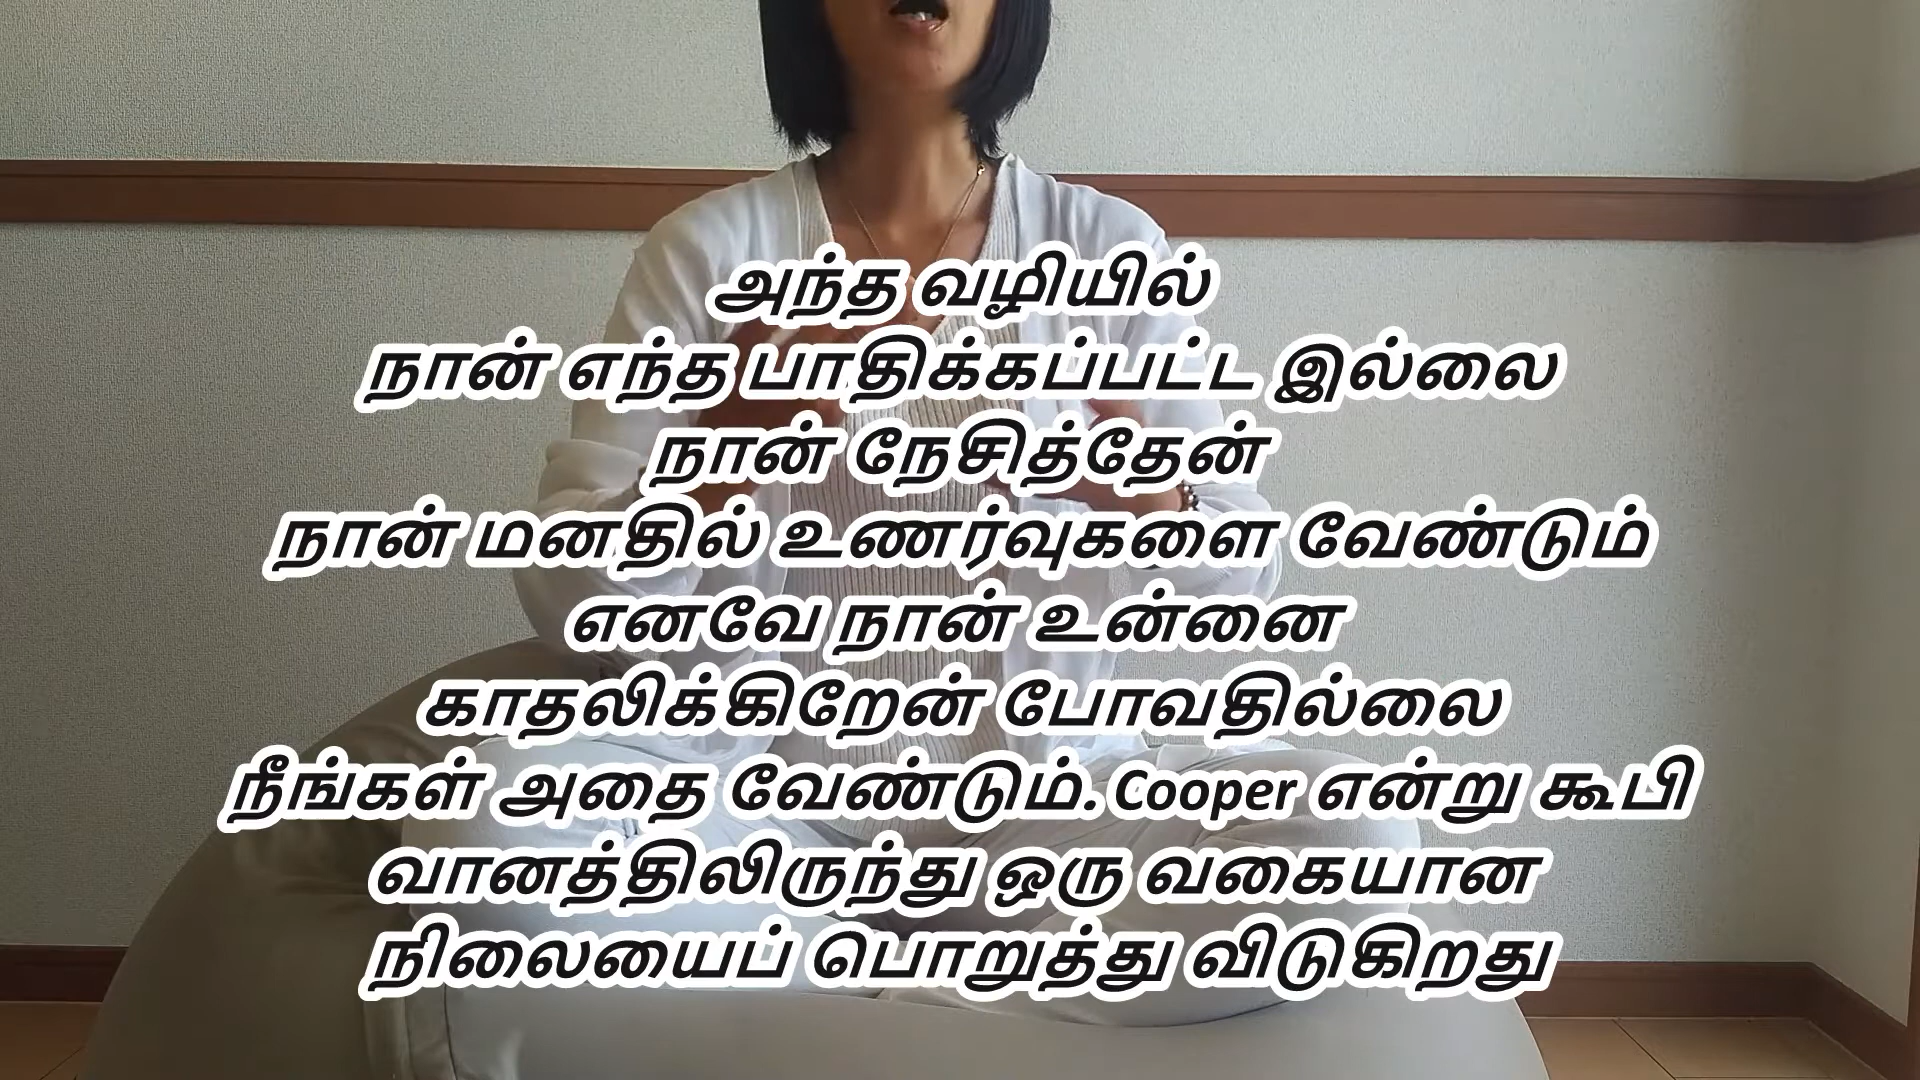 அந்த வழியில்
நான் எந்த பாதிக்கப்பட்ட இல்லை
நான் நேசித்தேன்
நான் மனதில் உணர்வுகளை வேண்டும்
எனவே நான் உன்னை
காதலிக்கிறேன் போவதில்லை
நீங்கள் அதை வேண்டும். Cooper என்று கூபி
வானத்திலிருந்து ஒரு வகையான
நிலையைப் பொறுத்து விடுகிறது